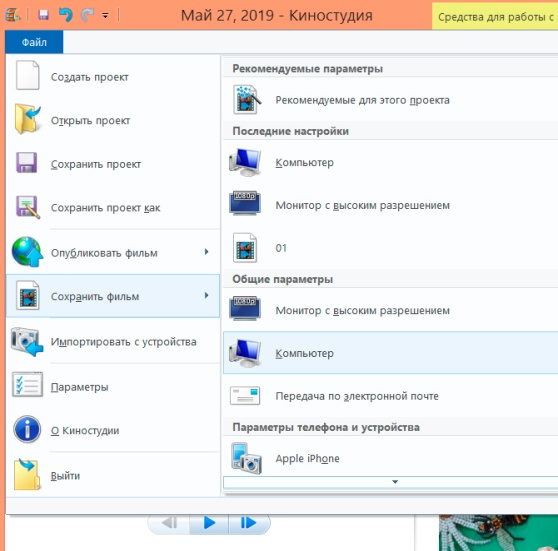 Май 27, 2019 - Киностудия
Средства для работы с
Файл
Создать проект
Открыть проект
Сохранить проект
Сохранить проект как
Опубликовать фильм
Сохранить фильм
Импортировать с устройства
Параметры
О Киностудии
Выйти
Рекомендуемые параметры
Рекомендуемые для этого проекта
Последние настройки
Компьютер
1080p
Монитор с высоким разрешением
01
Общие параметры
1080p
Монитор с высоким разрешением
Компьютер
Передача по электронной почте
Параметры телефона и устройства
Apple iPhone